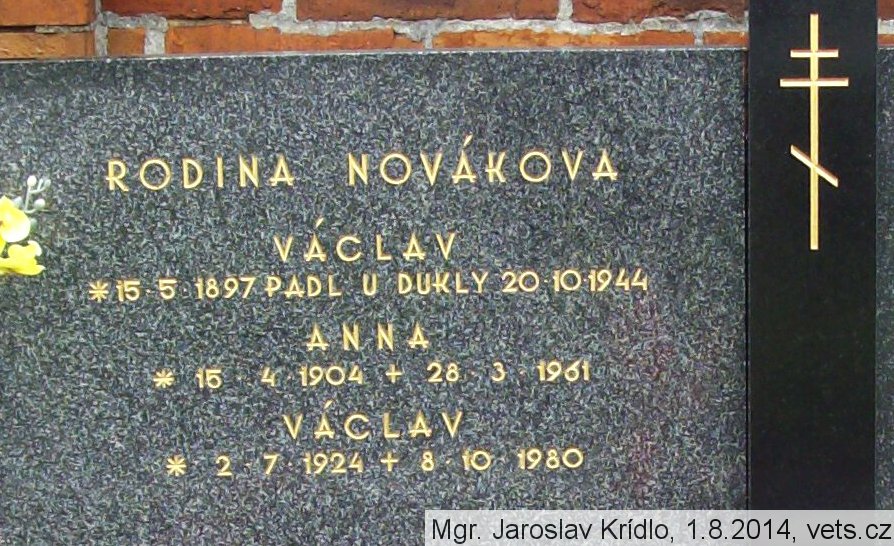 RODINA NOVÁKOVA
VÁCLAV
* 15 · 5 · 1897 PADL U DUKLY 20 · 10 · 1944
ANNA
* 15 · 4 · 1904 + 28 · 3 · 1961
VÁCLAV
* 2 · 7 · 1924 + 8 · 10 · 1980
Mgr. Jaroslav Krídlo, 1.8.2014, vets.cz